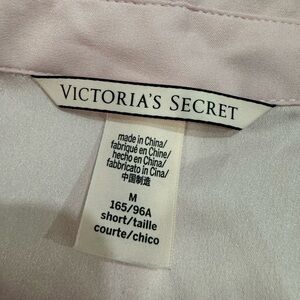 VICTORIA'S SECRET
made in China/
fabriqué en Chine/
hecho en China/
fabbricato in Cina/
中国制造
M
165/96A
short/taille
courte/chico